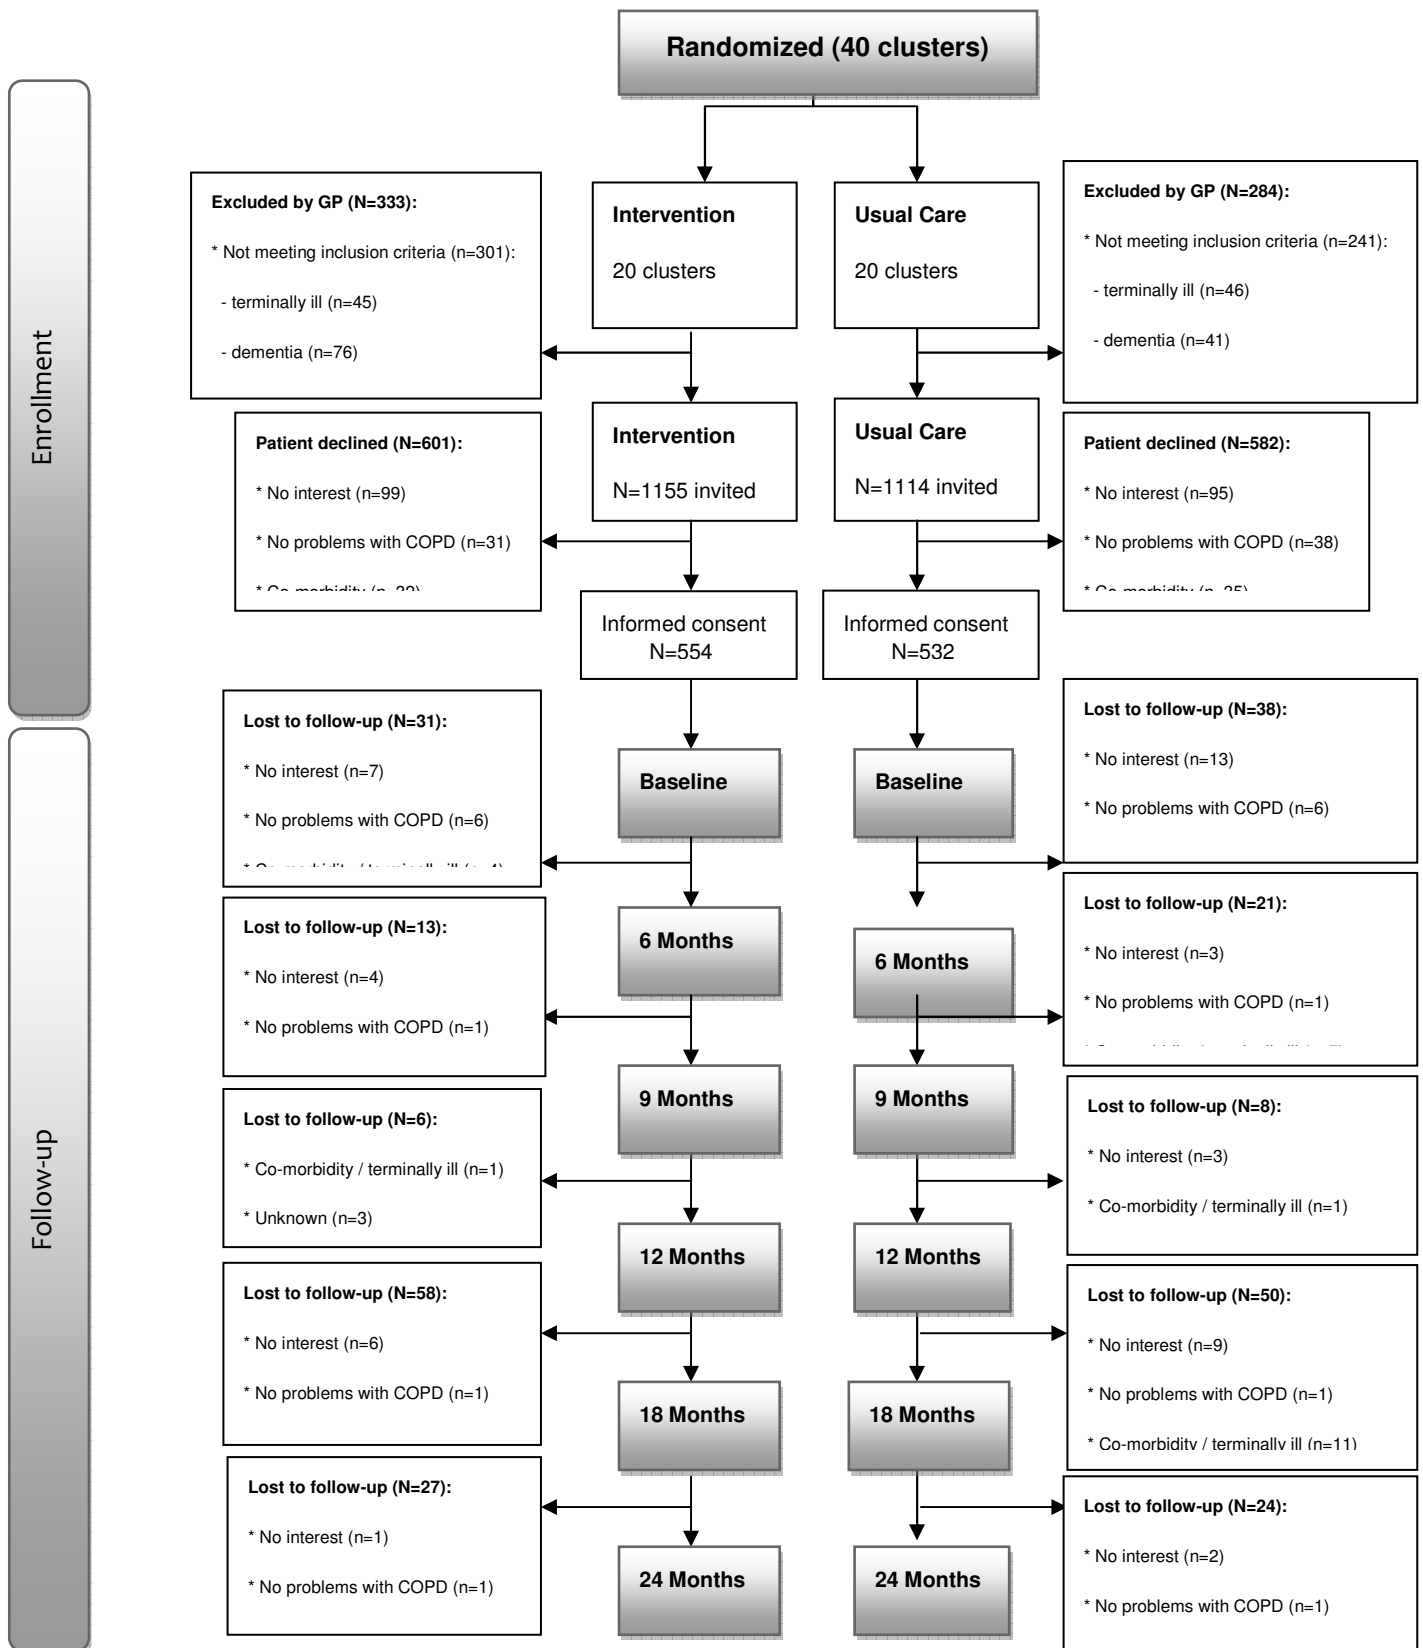 Randomized (40 clusters)
Enrollment
Excluded by GP (N=333):
* Not meeting inclusion criteria (n=301):
- terminally ill (n=45)
- dementia (n=76)
Intervention
20 clusters
Usual Care
20 clusters
Excluded by GP (N=284):
* Not meeting inclusion criteria (n=241):
- terminally ill (n=46)
- dementia (n=41)
Patient declined (N=601):
* No interest (n=99)
* No problems with COPD (n=31)
* Co-morbidity
Intervention
N=1155 invited
Usual Care
N=1114 invited
Patient declined (N=582):
* No interest (n=95)
* No problems with COPD (n=38)
* Co-morbidity
Informed consent
N=554
Informed consent
N=532
Follow-up
Lost to follow-up (N=31):
* No interest (n=7)
* No problems with COPD (n=6)
* Co-morbidity / terminally ill
Baseline
Baseline
Lost to follow-up (N=38):
* No interest (n=13)
* No problems with COPD (n=6)
Lost to follow-up (N=13):
* No interest (n=4)
* No problems with COPD (n=1)
6 Months
6 Months
Lost to follow-up (N=21):
* No interest (n=3)
* No problems with COPD (n=1)
Lost to follow-up (N=6):
* Co-morbidity / terminally ill (n=1)
* Unknown (n=3)
9 Months
9 Months
Lost to follow-up (N=8):
* No interest (n=3)
* Co-morbidity / terminally ill (n=1)
12 Months
12 Months
Lost to follow-up (N=58):
* No interest (n=6)
* No problems with COPD (n=1)
Lost to follow-up (N=50):
* No interest (n=9)
* No problems with COPD (n=1)
* Co-morbidity / terminally ill (n=11)
18 Months
18 Months
Lost to follow-up (N=27):
* No interest (n=1)
* No problems with COPD (n=1)
Lost to follow-up (N=24):
* No interest (n=2)
* No problems with COPD (n=1)
24 Months
24 Months